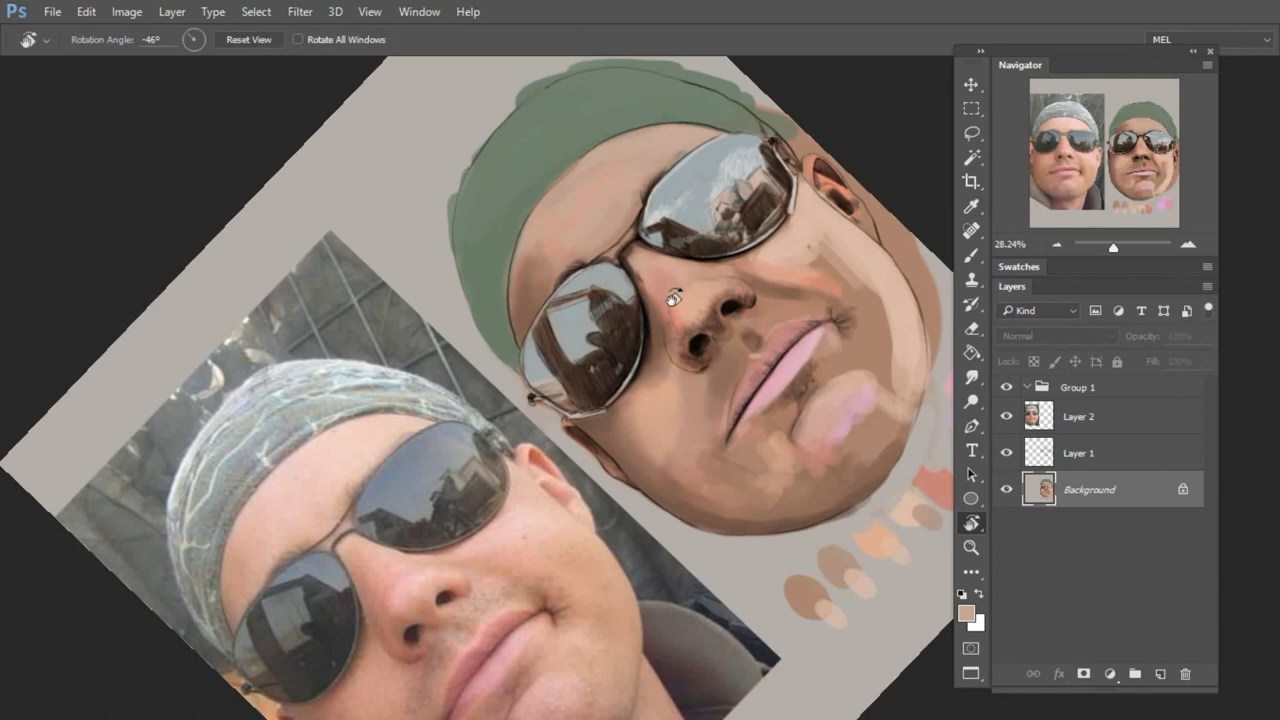 Ps File Edit Image Layer Type Select Filter 3D View Window Help
Rotation Angle: -46° Reset View Rotate All Windows MEL
Navigator
28.24%
Swatches
Layers
Kind
Normal Opacity: 100%
Lock: Fill: 100%
Group 1
Layer 2
Layer 1
Background
fx